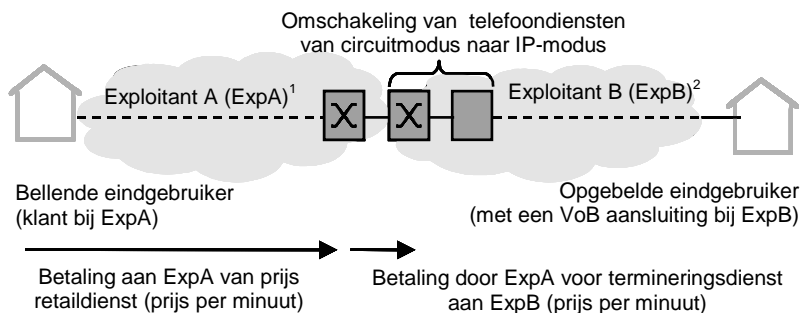 Omschakeling van telefoondiensten
van circuitmodus naar IP-modus
Exploitant A (ExpA)¹
Exploitant B (ExpB)²
Bellende eindgebruiker
(klant bij ExpA)
Opgebelde eindgebruiker
(met een VoB aansluiting bij ExpB)
Betaling aan ExpA van prijs
retaildienst (prijs per minuut)
Betaling door ExpA voor termineringsdienst
aan ExpB (prijs per minuut)